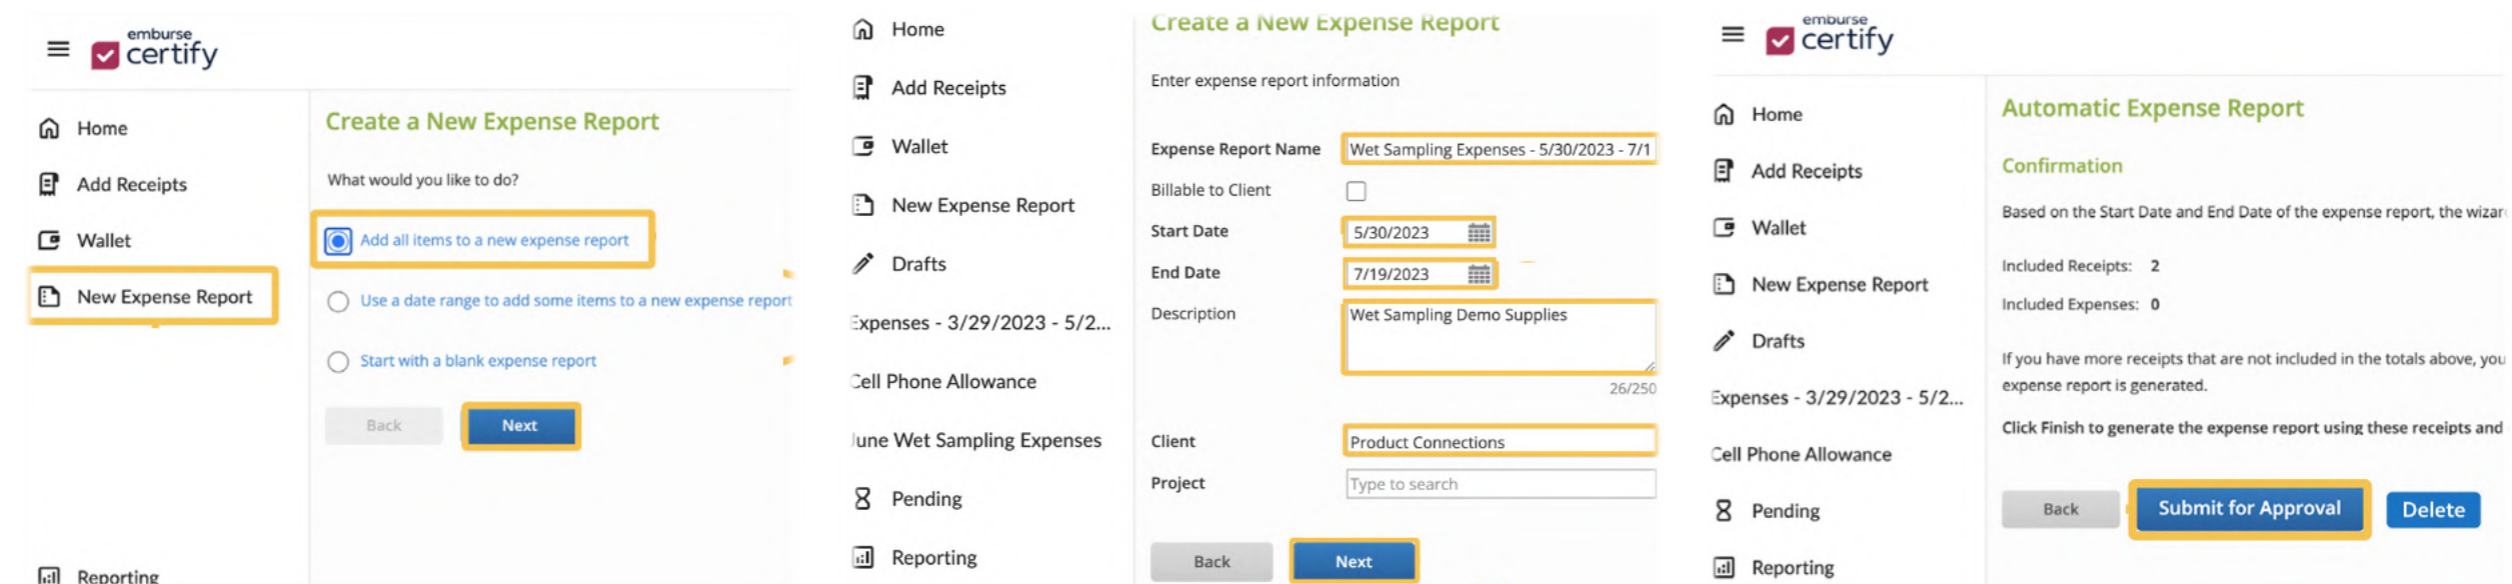 emburse
certify
Home
Add Receipts
Wallet
New Expense Report
Reporting
Create a New Expense Report
What would you like to do?
Add all items to a new expense report
Use a date range to add some items to a new expense report
Start with a blank expense report
Back
Next
Home
Add Receipts
Wallet
New Expense Report
Drafts
Expenses - 3/29/2023 - 5/2...
Cell Phone Allowance
June Wet Sampling Expenses
Pending
Reporting
Create a New Expense Report
Enter expense report information
Expense Report Name Wet Sampling Expenses - 5/30/2023 - 7/1
Billable to Client
Start Date 5/30/2023
End Date 7/19/2023
Description Wet Sampling Demo Supplies
26/250
Client Product Connections
Project Type to search
Back Next
emburse
certify
Home
Add Receipts
Wallet
New Expense Report
Drafts
Expenses - 3/29/2023 - 5/2...
Cell Phone Allowance
Pending
Reporting
Automatic Expense Report
Confirmation
Based on the Start Date and End Date of the expense report, the
Included Receipts: 2
Included Expenses: 0
If you have more receipts that are not included in the totals above, you
expense report is generated.
Click Finish to generate the expense report using these receipts and
Back Submit for Approval Delete